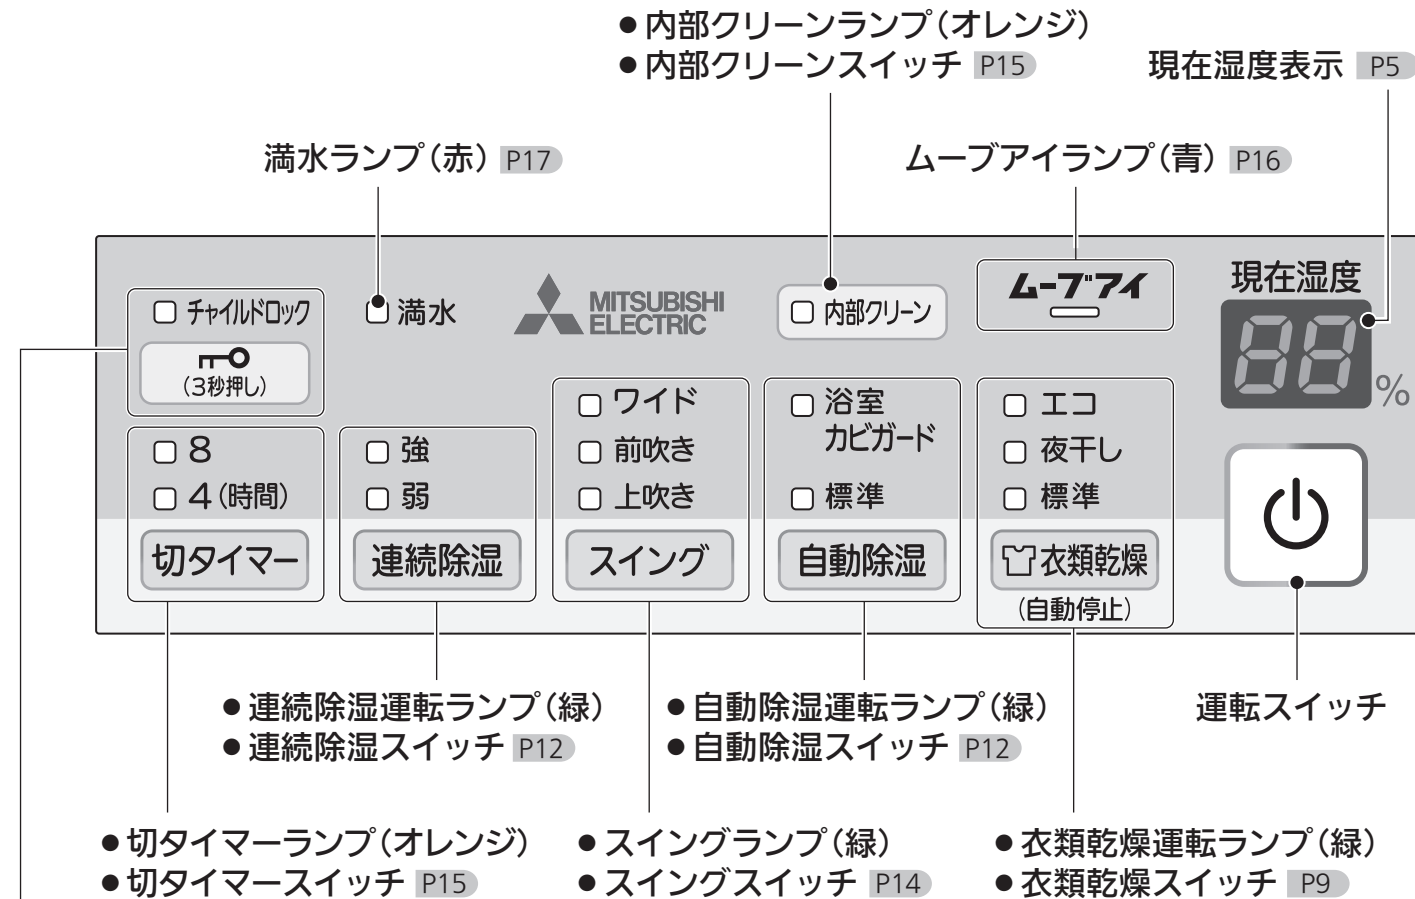 ●内部クリーンランプ（オレンジ）
●内部クリーンスイッチ P15
現在湿度表示 P5
満水ランプ（赤） P17
ムーブアイランプ（青） P16
チャイルドロック
（3秒押し）
満水
MITSUBISHI
ELECTRIC
内部クリーン
ムーブアイ
現在湿度
88
%
8
4（時間）
切タイマー
強
弱
連続除湿
ワイド
前吹き
上吹き
スイング
浴室
カビガード
標準
自動除湿
エコ
夜干し
標準
衣類乾燥
（自動停止）
●連続除湿運転ランプ（緑）
●連続除湿スイッチ P12
●自動除湿運転ランプ（緑）
●自動除湿スイッチ P12
運転スイッチ
●切タイマーランプ（オレンジ）
●切タイマースイッチ P15
●スイングランプ（緑）
●スイングスイッチ P14
●衣類乾燥運転ランプ（緑）
●衣類乾燥スイッチ P9